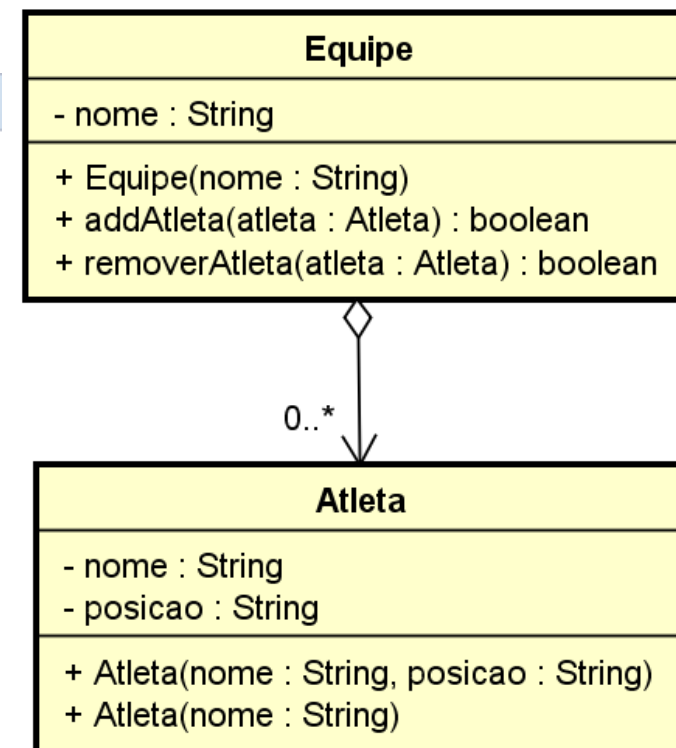 Equipe
- nome : String
+ Equipe(nome : String)
+ addAtleta(atleta : Atleta) : boolean
+ removerAtleta(atleta : Atleta) : boolean
0..*
Atleta
- nome : String
- posicao : String
+ Atleta(nome : String, posicao : String)
+ Atleta(nome : String)